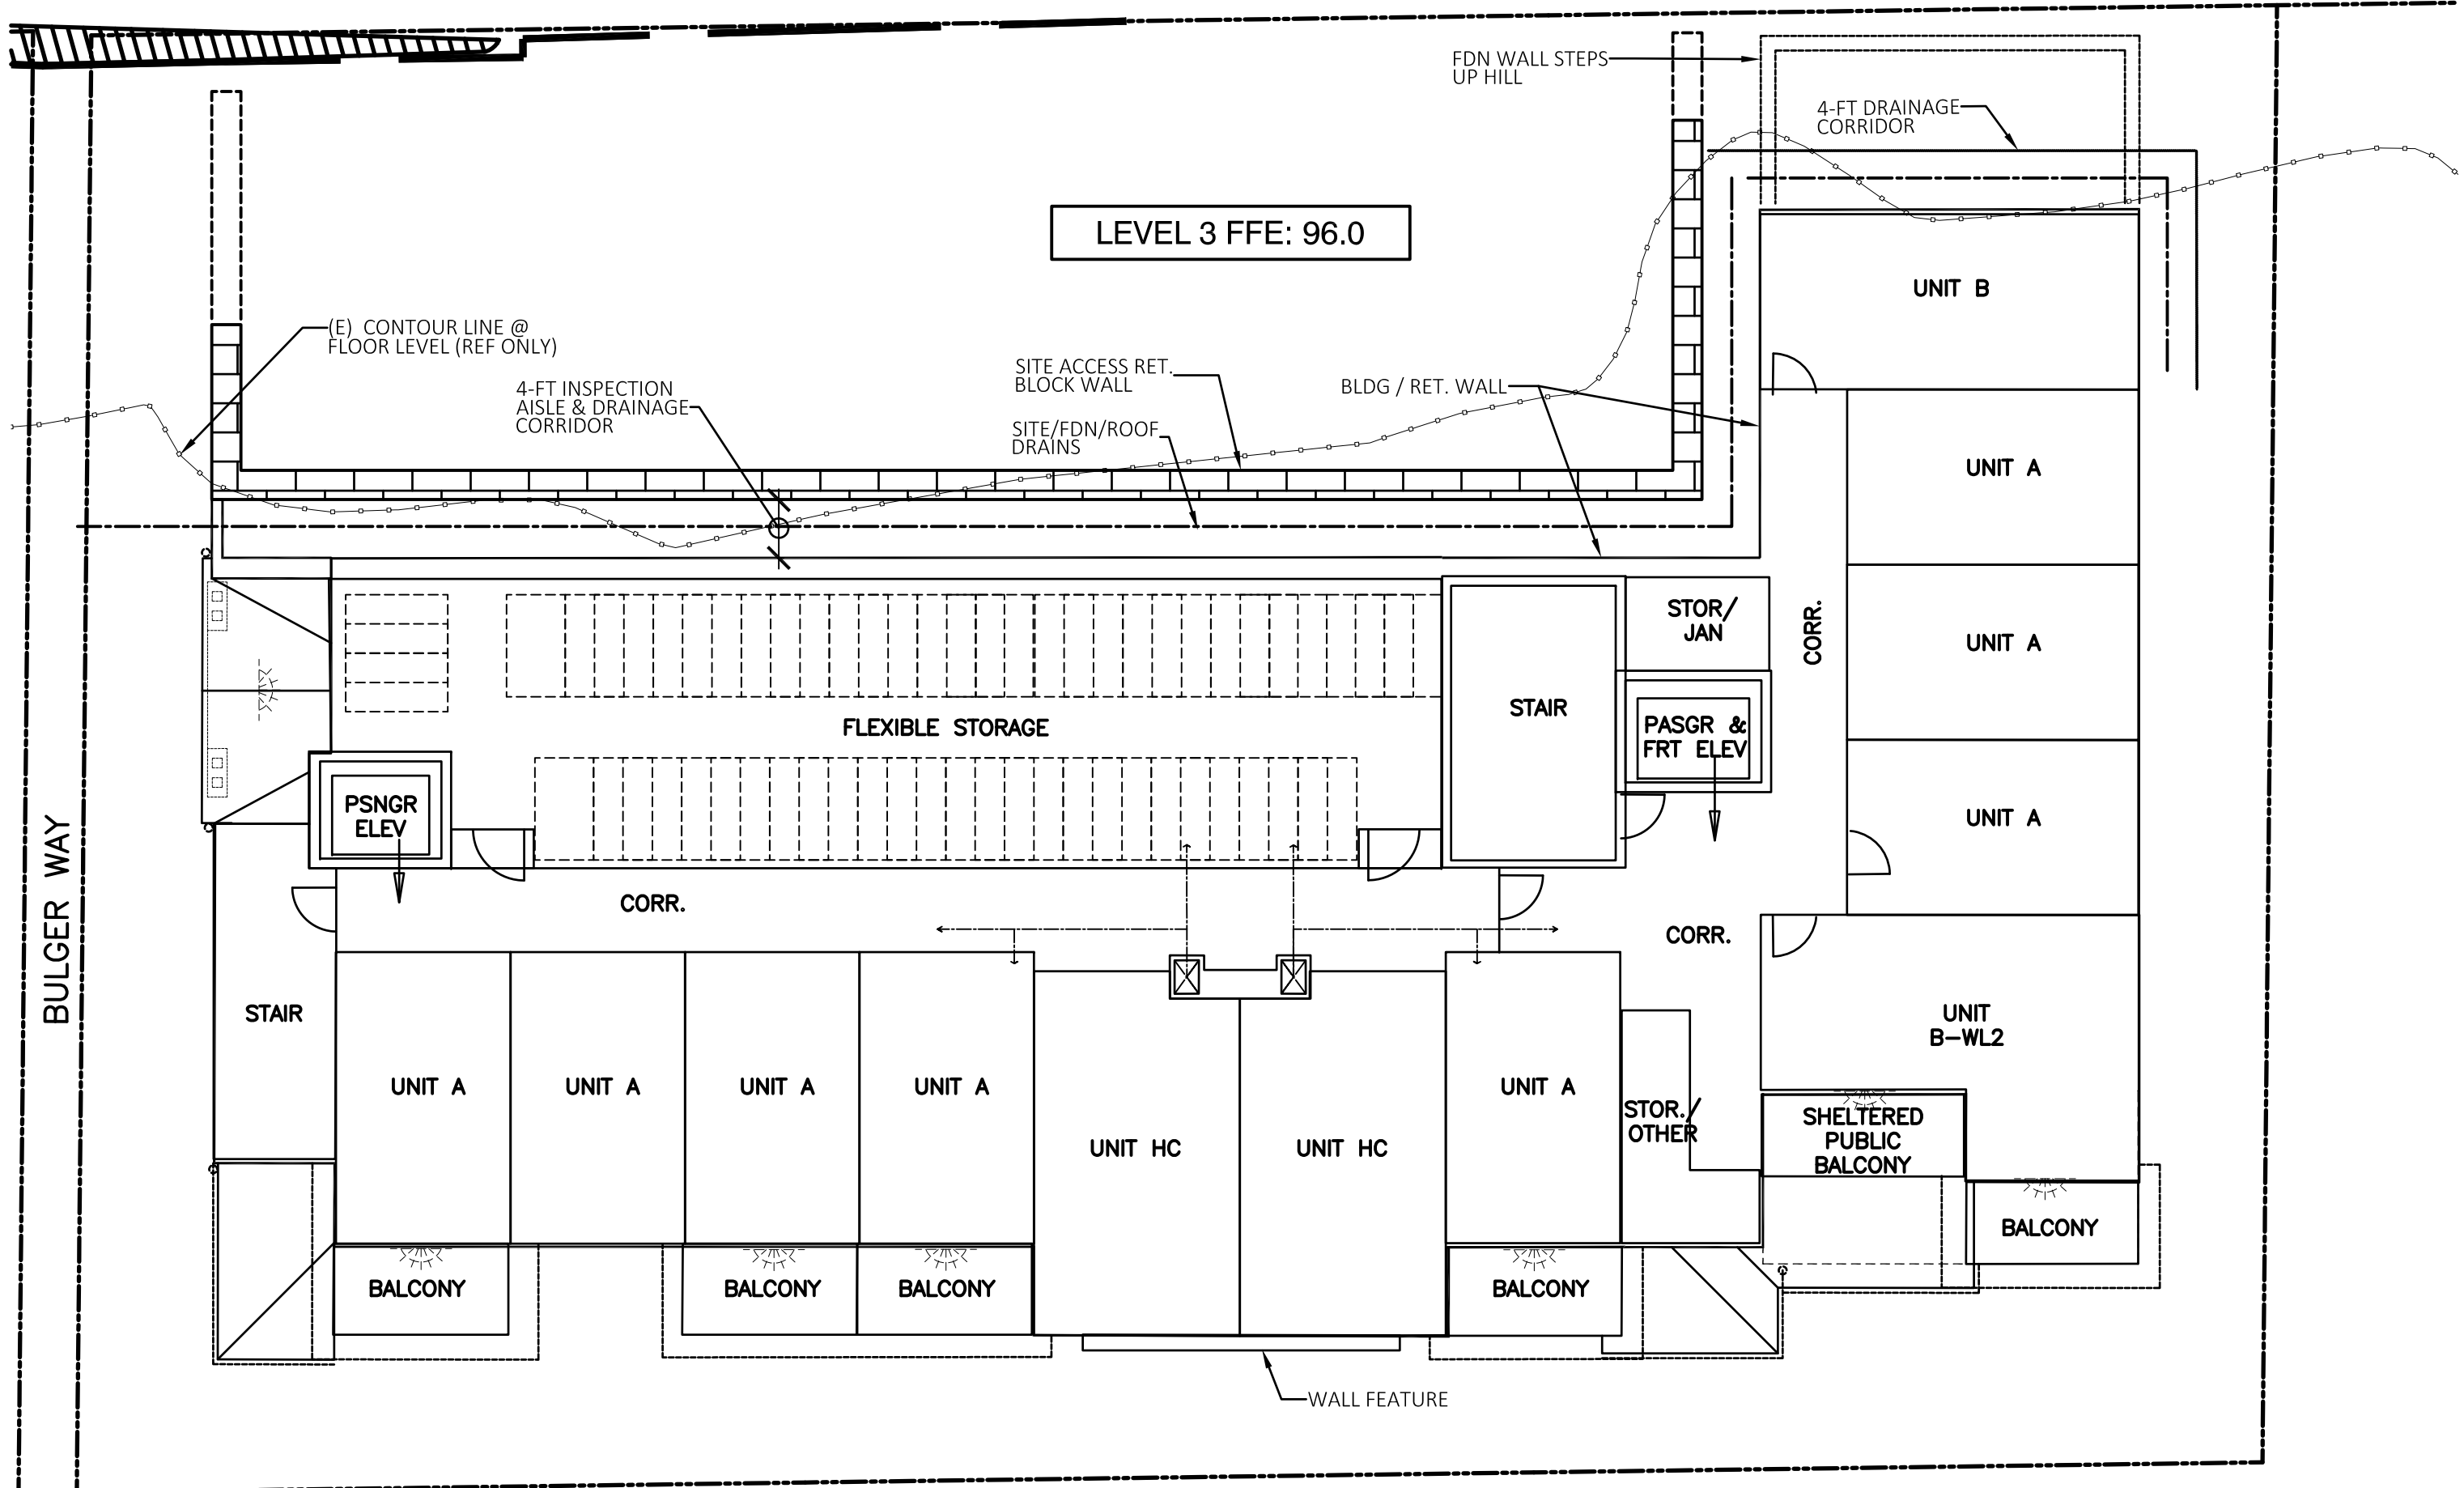 FDN WALL STEPS
UP HILL
4-FT DRAINAGE
CORRIDOR
LEVEL 3 FFE: 96.0
UNIT B
(E) CONTOUR LINE @
FLOOR LEVEL (REF ONLY)
4-FT INSPECTION
AISLE & DRAINAGE
CORRIDOR
SITE ACCESS RET.
BLOCK WALL
BLDG / RET. WALL
SITE/FDN/ROOF
DRAINS
UNIT A
STOR/
JAN
CORR.
UNIT A
STAIR
PASGR &
FRT ELEV
FLEXIBLE STORAGE
PSNGR
ELEV
UNIT A
BULGER WAY
CORR.
CORR.
STAIR
UNIT
B-WL2
UNIT A
UNIT A
UNIT A
UNIT A
UNIT HC
UNIT HC
UNIT A
STOR./
OTHER
SHELTERED
PUBLIC
BALCONY
BALCONY
BALCONY
BALCONY
BALCONY
BALCONY
WALL FEATURE